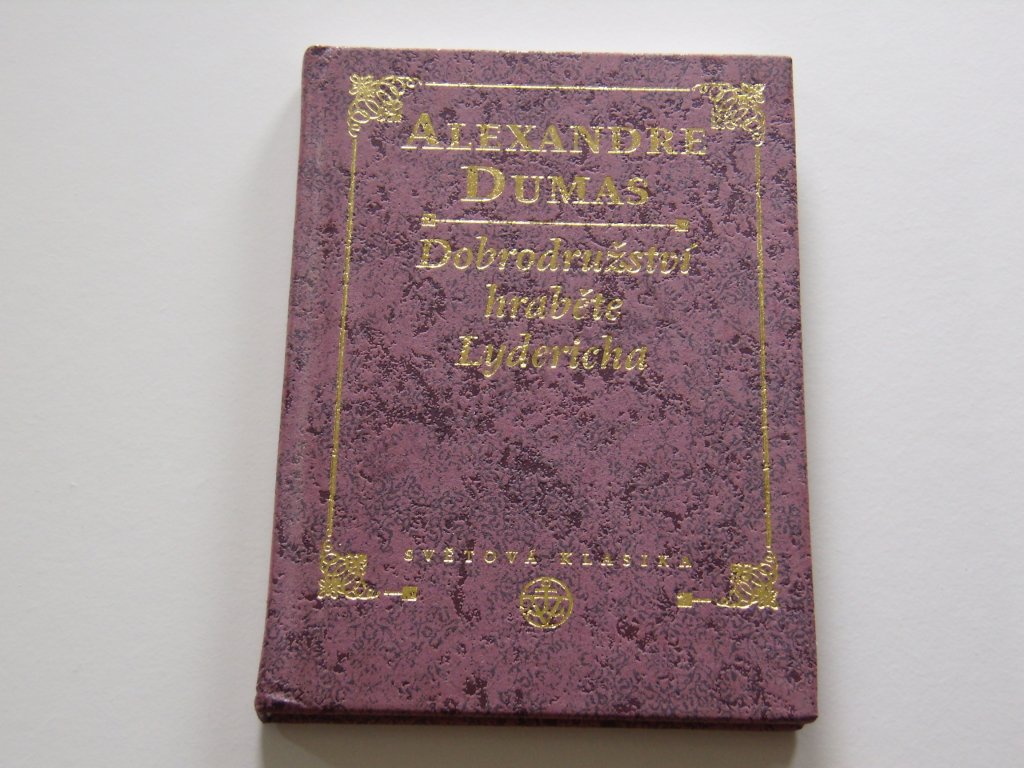 ALEXANDRE
DUMAS
Dobrodružství
hraběte
Lydericha
SVĚTOVÁ KLASIKA